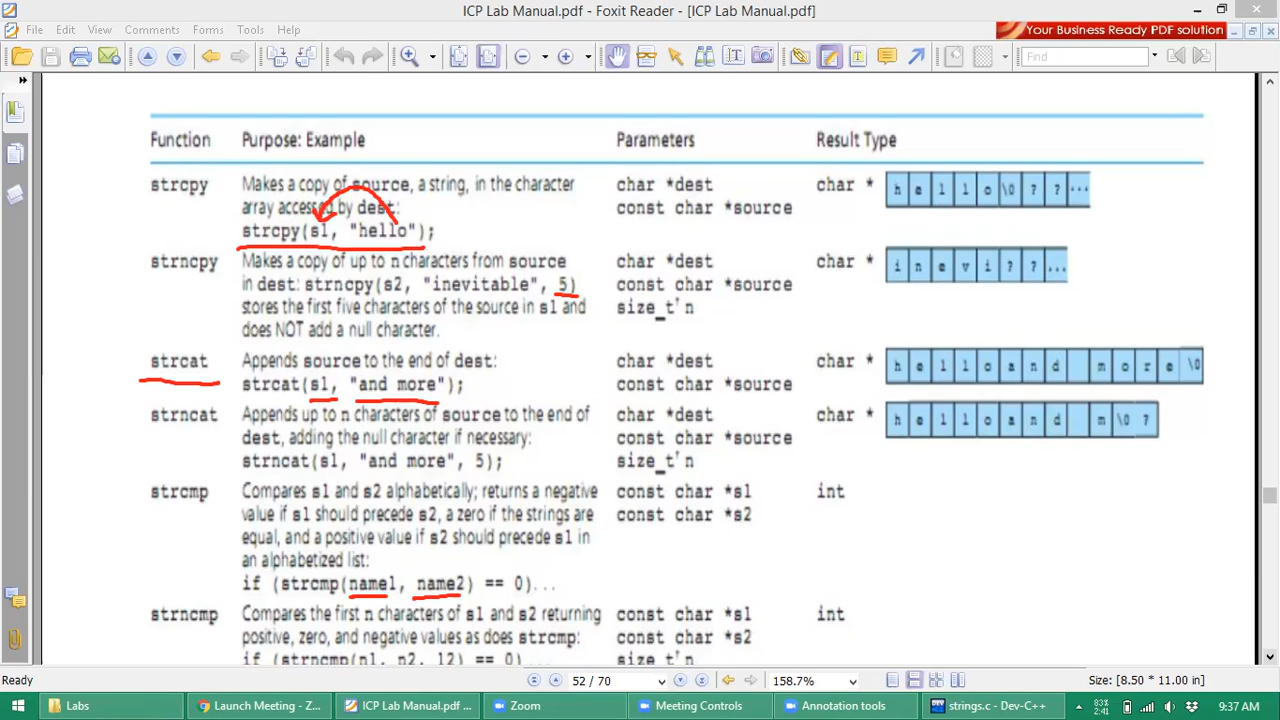 ICP Lab Manual.pdf - Foxit Reader - [ICP Lab Manual.pdf]
File Edit View Comments Forms Tools Help
Your Business Ready PDF solution
Find
Function Purpose: Example Parameters Result Type
strcpy Makes a copy of source, a string, in the character char *dest char * h e l l o \0 ? ? ...
array accessed by dest: const char *source
strcpy(s1, "hello");
strncpy Makes a copy of up to n characters from source char *dest char * i n e v i ? ? ...
in dest: strncpy(s2, "inevitable", 5) const char *source
stores the first five characters of the source in s1 and size_t n
does NOT add a null character.
strcat Appends source to the end of dest: char *dest char * h e l l o a n d m o r e \0
strcat(s1, "and more"); const char *source
strncat Appends up to n characters of source to the end of char *dest char * h e l l o a n d m \0 ?
dest, adding the null character if necessary: const char *source
strncat(s1, "and more", 5); size_t n
strcmp Compares s1 and s2 alphabetically; returns a negative const char *s1 int
value if s1 should precede s2, a zero if the strings are const char *s2
equal, and a positive value if s2 should precede s1 in
an alphabetized list:
if (strcmp(name1, name2) == 0)...
strncmp Compares the first n characters of s1 and s2 returning const char *s1 int
positive, zero, and negative values as does strcmp: const char *s2
if (strncmp(n1, n2, 12) == 0)... size_t n
Ready 52 / 70 158.7% Size: [8.50 * 11.00 in]
Labs Launch Meeting - Z... ICP Lab Manual.pdf ... Zoom Meeting Controls Annotation tools strings.c - Dev-C++ 83% 2:41 9:37 AM